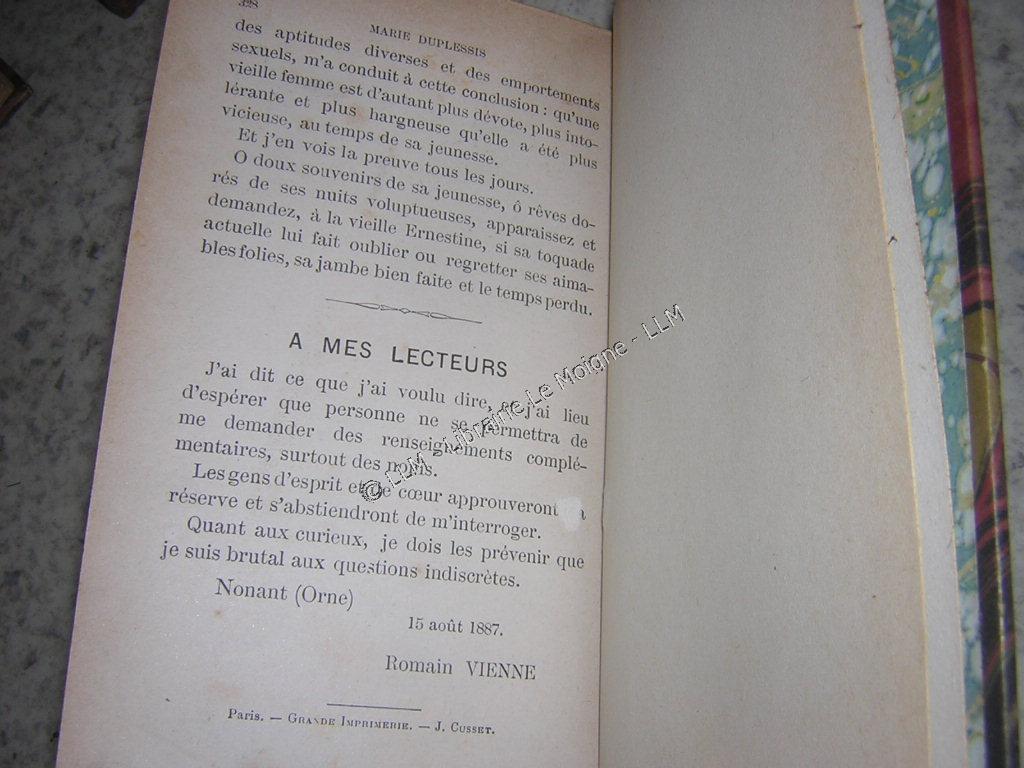 328
MARIE DUPLESSIS
des aptitudes diverses et des emportements
sexuels, m'a conduit à cette conclusion : qu'une
vieille femme est d'autant plus dévote, plus into-
lérante et plus hargneuse qu'elle a été plus
vicieuse, au temps de sa jeunesse.
Et j'en vois la preuve tous les jours.
O doux souvenirs de sa jeunesse, ô rêves do-
rés de ses nuits voluptueuses, apparaissez et
demandez, à la vieille Ernestine, si sa toquade
actuelle lui fait oublier ou regretter ses aima-
bles folies, sa jambe bien faite et le temps perdu.
A MES LECTEURS
J'ai dit ce que j'ai voulu dire, et j'ai lieu
d'espérer que personne ne se permettra de
me demander des renseignements complé-
mentaires, surtout des noms.
Les gens d'esprit et de cœur approuveront
réserve et s'abstiendront de m'interroger.
Quant aux curieux, je dois les prévenir que
je suis brutal aux questions indiscrètes.
Nonant (Orne)
15 août 1887.
Romain VIENNE
Paris. — GRANDE IMPRIMERIE. — J. CUSSET.
© LLM - Librairie Le Moigne - LLM